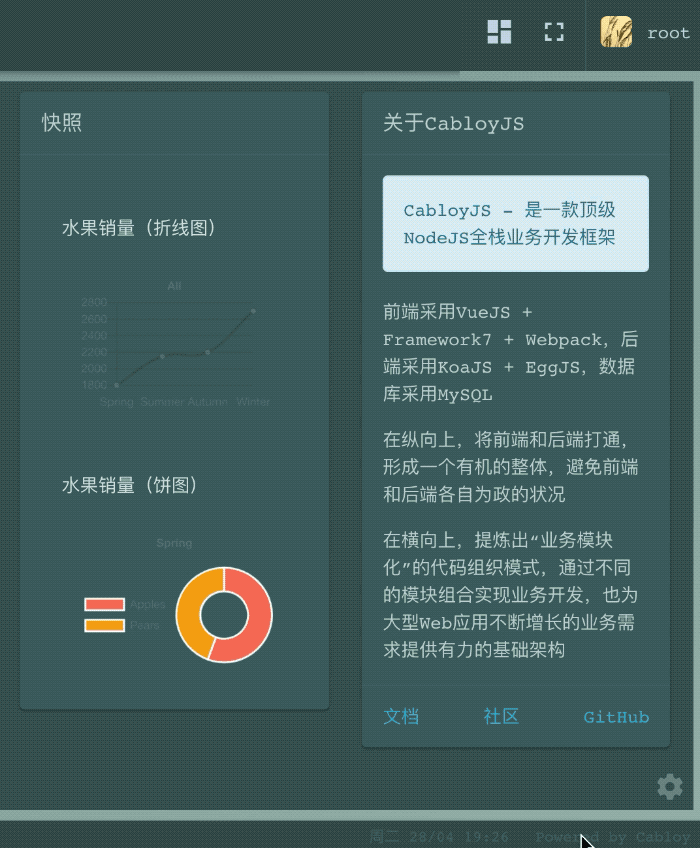 root
快照
水果销量（折线图）
All
2800
2600
2400
2200
2000
1800
Spring Summer Autumn Winter
水果销量（饼图）
Spring
Apples
Pears
关于CabloyJS
CabloyJS - 是一款顶级
NodeJS全栈业务开发框架
前端采用VueJS +
Framework7 + Webpack，后
端采用KoaJS + EggJS，数据
库采用MySQL
在纵向上，将前端和后端打通，
形成一个有机的整体，避免前端
和后端各自为政的状况
在横向上，提炼出“业务模块
化”的代码组织模式，通过不同
的模块组合实现业务开发，也为
大型Web应用不断增长的业务需
求提供有力的基础架构
文档 社区 GitHub
周二 28/04 19:26 Powered by Cabloy